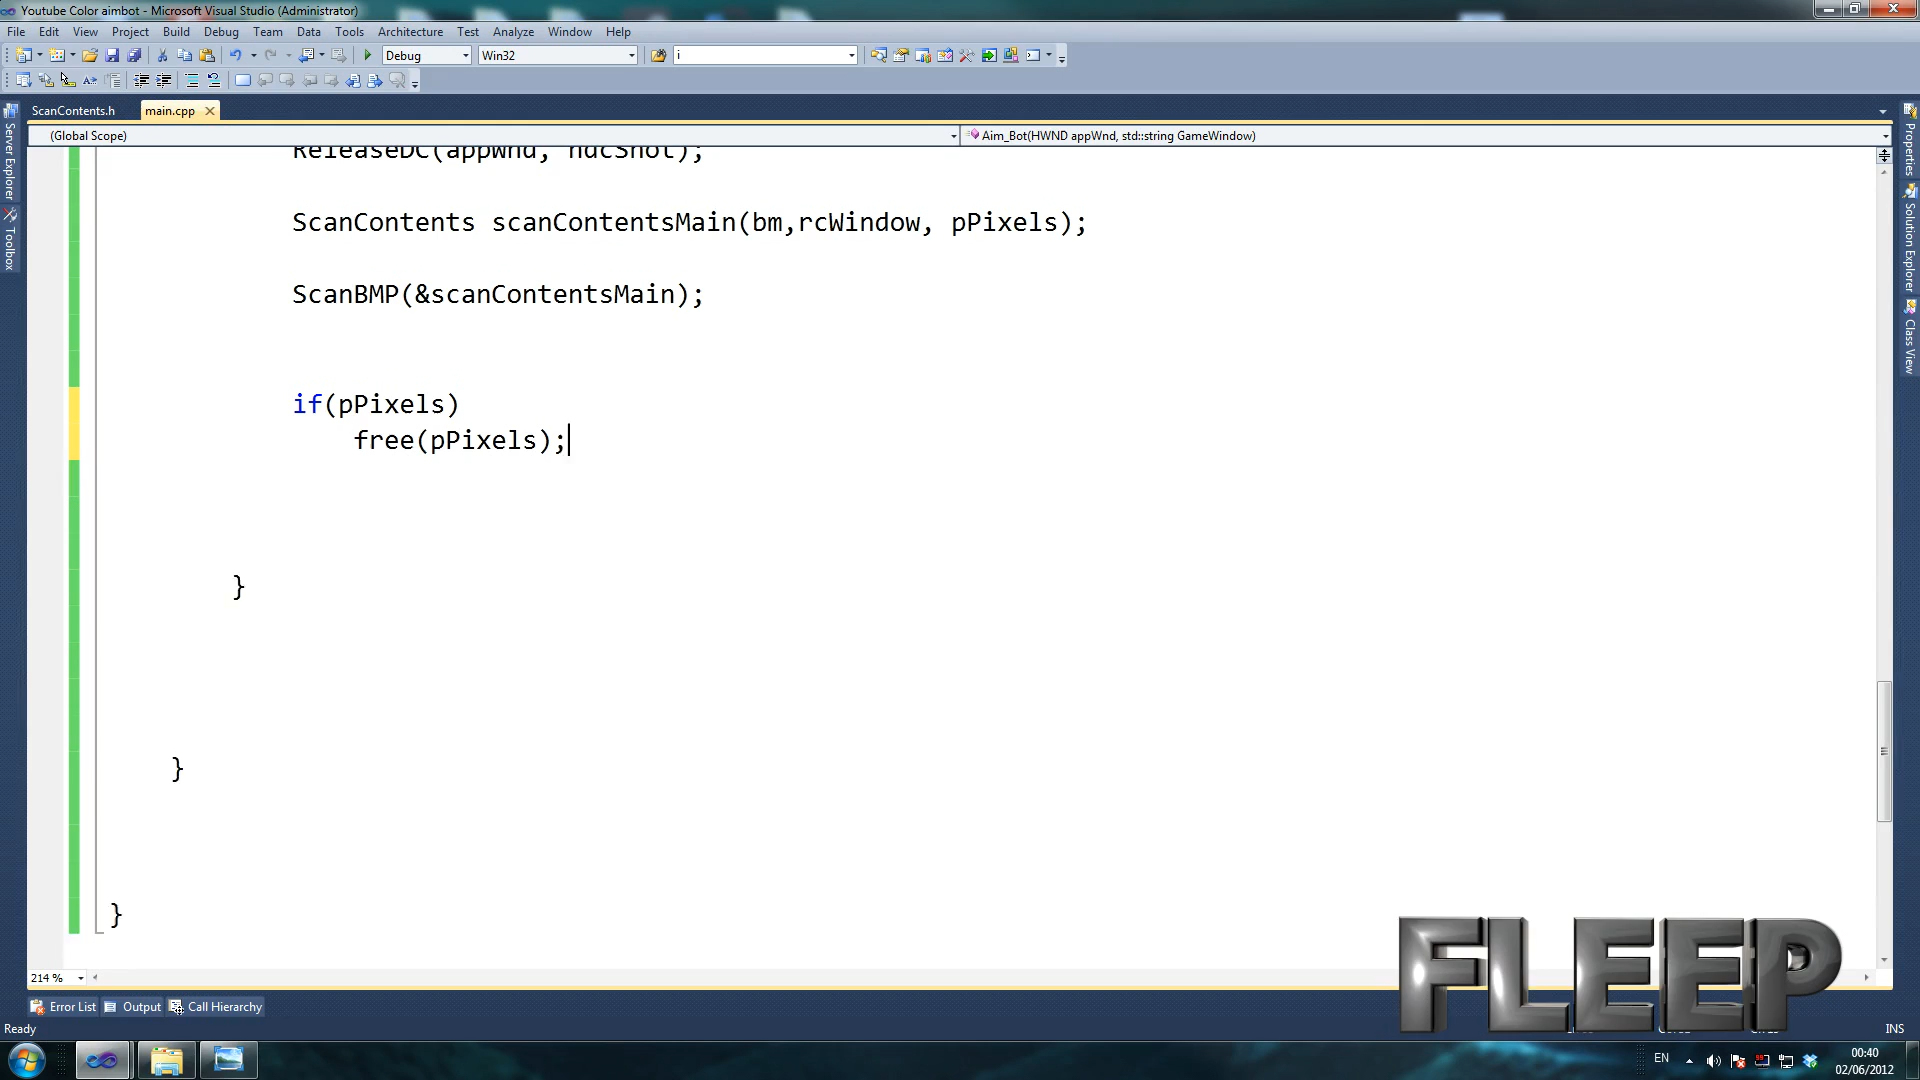 Youtube Color aimbot - Microsoft Visual Studio (Administrator)
File Edit View Project Build Debug Team Data Tools Architecture Test Analyze Window Help
Debug Win32 i
ScanContents.h main.cpp
(Global Scope) Aim_Bot(HWND appWnd, std::string GameWindow)
Server Explorer
Toolbox
Properties
Solution Explorer
Class View
ReleaseDC(appWnd, hdcShot);
ScanContents scanContentsMain(bm,rcWindow, pPixels);
ScanBMP(&scanContentsMain);
if(pPixels)
free(pPixels);
}
}
}
214 %
Error List Output Call Hierarchy
Ready INS
FLEEP
EN 00:40
02/06/2012